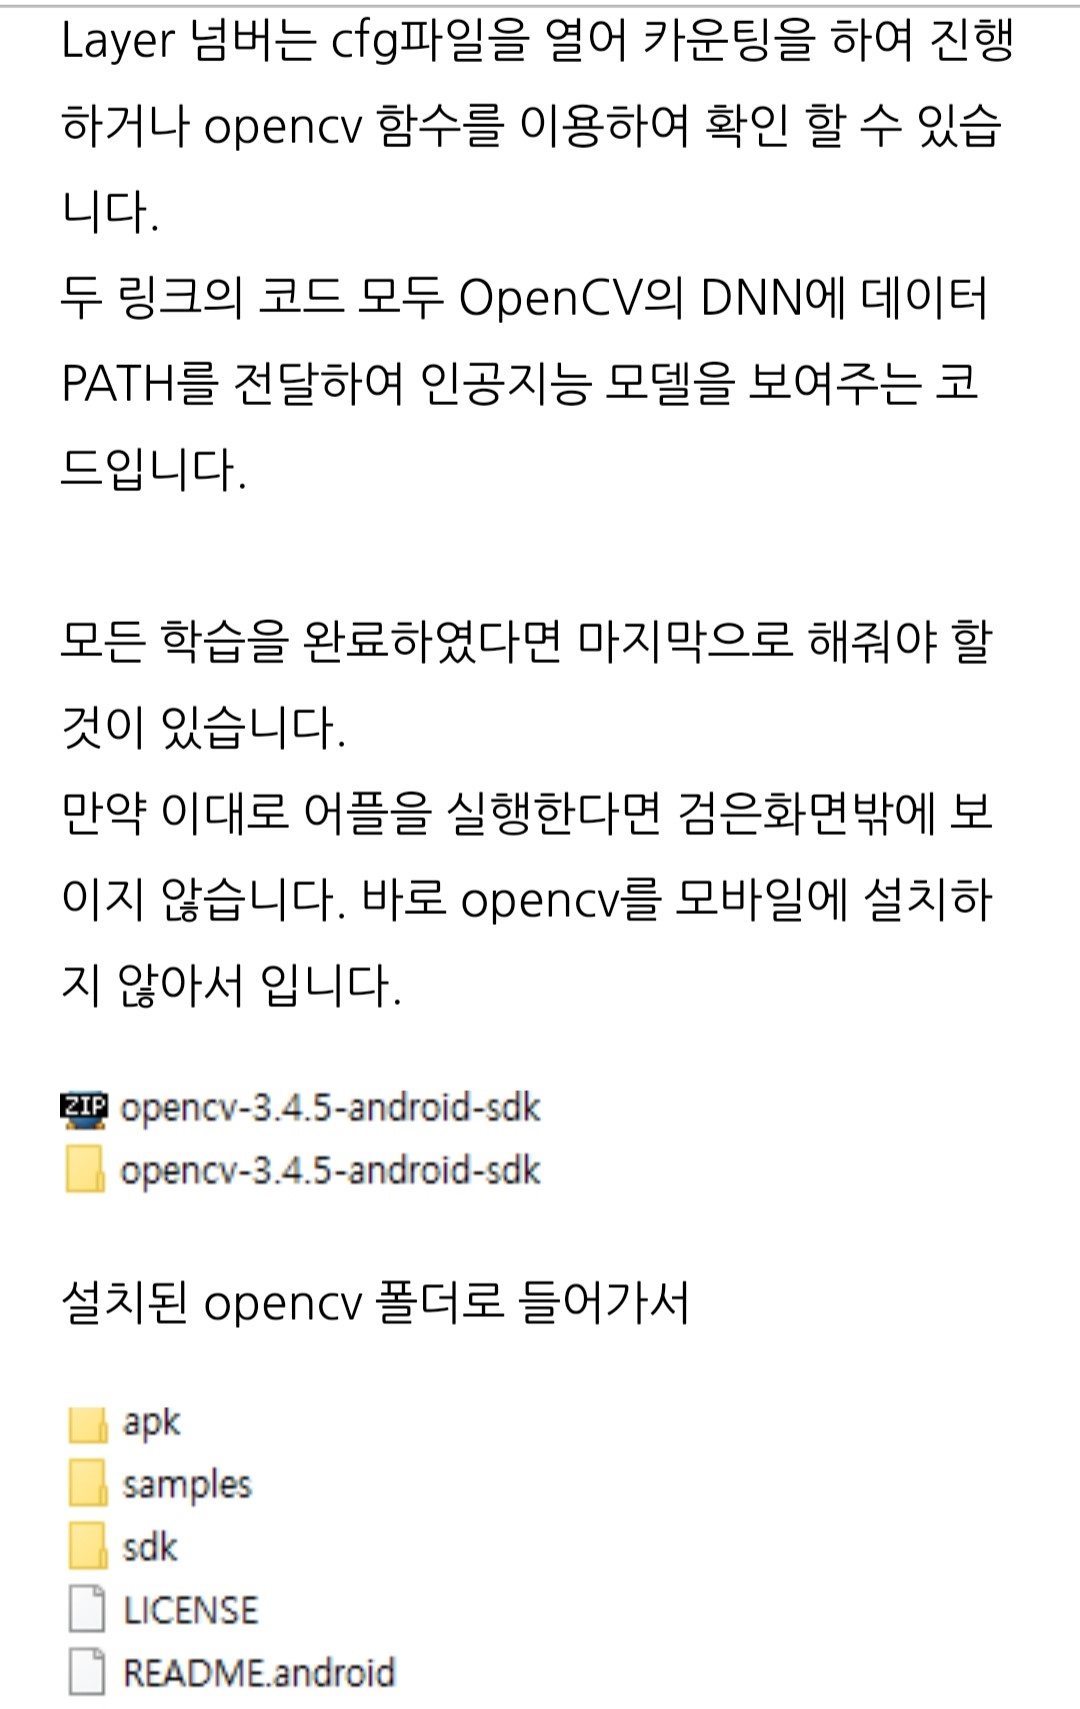 Layer 넘버는 cfg파일을 열어 카운팅을 하여 진행
하거나 opencv 함수를 이용하여 확인 할 수 있습
니다.
두 링크의 코드 모두 OpenCV의 DNN에 데이터
PATH를 전달하여 인공지능 모델을 보여주는 코
드입니다.
모든 학습을 완료하였다면 마지막으로 해줘야 할
것이 있습니다.
만약 이대로 어플을 실행한다면 검은화면밖에 보
이지 않습니다. 바로 opencv를 모바일에 설치하
지 않아서 입니다.
ZIP opencv-3.4.5-android-sdk
opencv-3.4.5-android-sdk
설치된 opencv 폴더로 들어가서
apk
samples
sdk
LICENSE
README.android